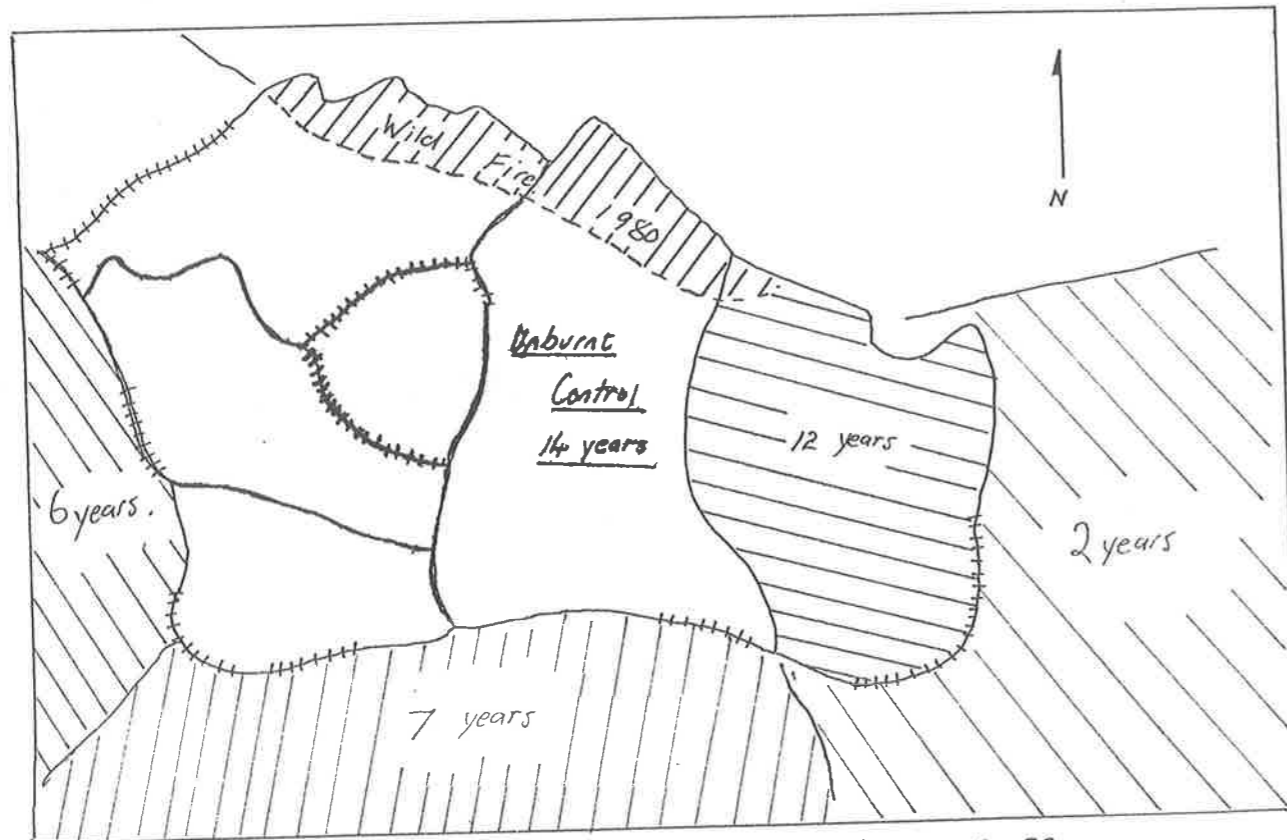 Wild
Fire
1980
N
Unburnt
Control
14 years
12 years
6 years.
2 years
7 years